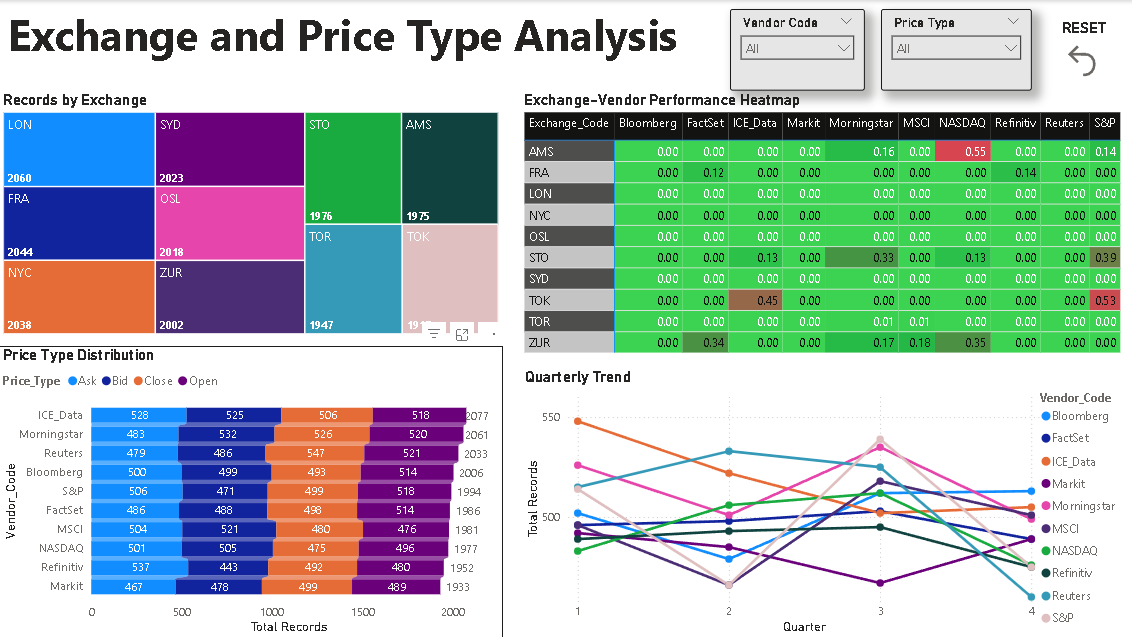 Exchange and Price Type Analysis
Vendor Code
All
Price Type
All
RESET
Records by Exchange
LON
2060
SYD
2023
STO
1976
AMS
1975
FRA
2044
OSL
2018
TOR
1947
TOK
NYC
2038
ZUR
2002
Exchange-Vendor Performance Heatmap
Exchange_Code Bloomberg FactSet ICE_Data Markit Morningstar MSCI NASDAQ Refinitiv Reuters S&P
AMS 0.00 0.00 0.00 0.00 0.16 0.00 0.55 0.00 0.00 0.14
FRA 0.00 0.12 0.00 0.00 0.00 0.00 0.00 0.14 0.00 0.00
LON 0.00 0.00 0.00 0.00 0.00 0.00 0.00 0.00 0.00 0.00
NYC 0.00 0.00 0.00 0.00 0.00 0.00 0.00 0.00 0.00 0.00
OSL 0.00 0.00 0.00 0.00 0.00 0.00 0.00 0.00 0.00 0.00
STO 0.00 0.00 0.13 0.00 0.33 0.00 0.13 0.00 0.00 0.39
SYD 0.00 0.00 0.00 0.00 0.00 0.00 0.00 0.00 0.00 0.00
TOK 0.00 0.00 0.45 0.00 0.00 0.00 0.00 0.00 0.00 0.53
TOR 0.00 0.00 0.00 0.00 0.01 0.01 0.00 0.00 0.00 0.00
ZUR 0.00 0.34 0.00 0.00 0.17 0.18 0.35 0.00 0.00 0.00
Price Type Distribution
Price_Type Ask Bid Close Open
Vendor_Code
ICE_Data 528 525 506 518 2077
Morningstar 483 532 526 520 2061
Reuters 479 486 547 521 2033
Bloomberg 500 499 493 514 2006
S&P 506 471 499 518 1994
FactSet 486 488 498 514 1986
MSCI 504 521 480 476 1981
NASDAQ 501 505 475 496 1977
Refinitiv 537 443 492 480 1952
Markit 467 478 499 489 1933
0 500 1000 1500 2000
Total Records
Quarterly Trend
Total Records
550
500
1 2 3 4
Quarter
Vendor_Code
Bloomberg
FactSet
ICE_Data
Markit
Morningstar
MSCI
NASDAQ
Refinitiv
Reuters
S&P